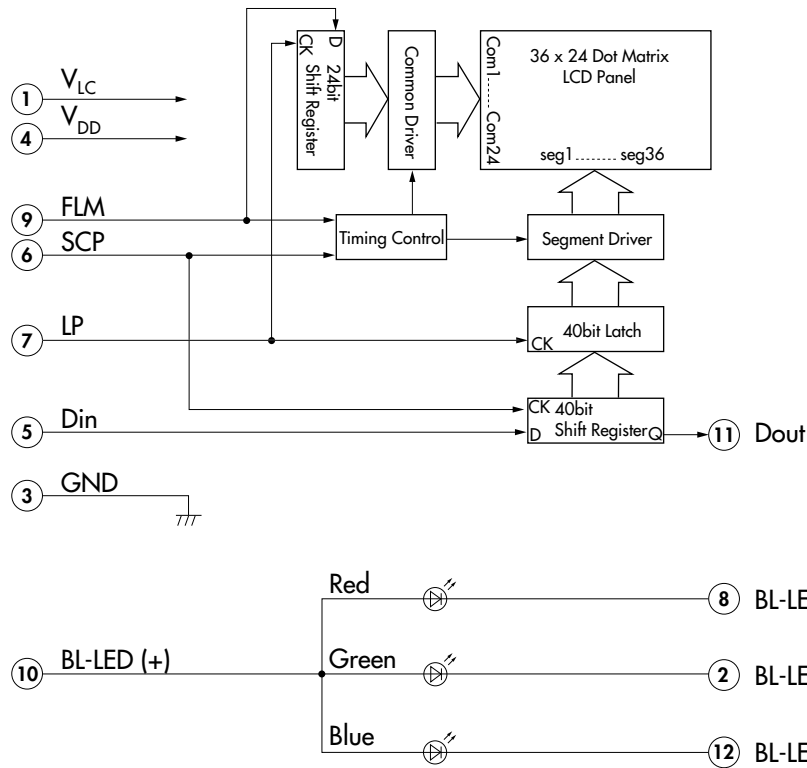 D
CK
24bit
Shift Register
Common Driver
Com1........Com24
36 x 24 Dot Matrix
LCD Panel
seg1......... seg36
1 VLC
4 VDD
9 FLM
6 SCP
Timing Control
Segment Driver
7 LP
CK
40bit Latch
5 Din
CK 40bit
D Shift Register Q
11 Dout
3 GND
Red
8 BL-LE
10 BL-LED (+)
Green
2 BL-LE
Blue
12 BL-LE